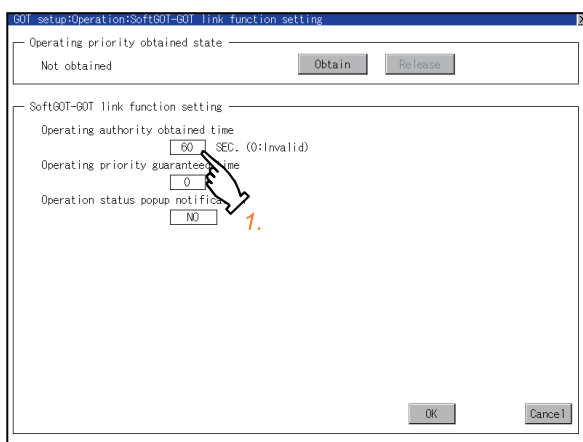 GOT setup:Operation:SoftGOT-GOT link function setting
Operating priority obtained state
Not obtained
Obtain
Release
SoftGOT-GOT link function setting
Operating authority obtained time
60 SEC. (0:Invalid)
Operating priority guaranteed time
0
Operation status popup
NO
1.
OK
Cancel